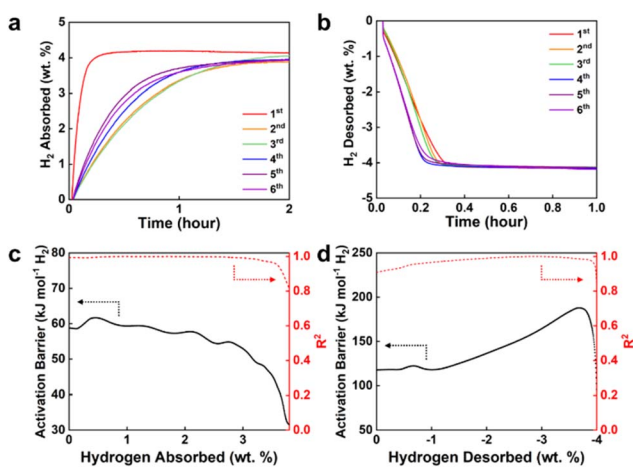 a
H₂ Absorbed (wt. %)
5
4
3
2
1
0
0
1
2
Time (hour)
1st
2nd
3rd
4th
5th
6th
b
H₂ Desorbed (wt. %)
0
-1
-2
-3
-4
-5
0.0
0.2
0.4
0.6
0.8
1.0
Time (hour)
1st
2nd
3rd
4th
5th
6th
c
Activation Barrier (kJ mol⁻¹ H₂)
80
70
60
50
40
30
0
1
2
3
Hydrogen Absorbed (wt. %)
1.0
0.8
0.6
0.4
0.2
0.0
R²
d
Activation Barrier (kJ mol⁻¹ H₂)
250
200
150
100
50
0
-1
-2
-3
-4
Hydrogen Desorbed (wt. %)
1.0
0.8
0.6
0.4
0.2
0.0
R²